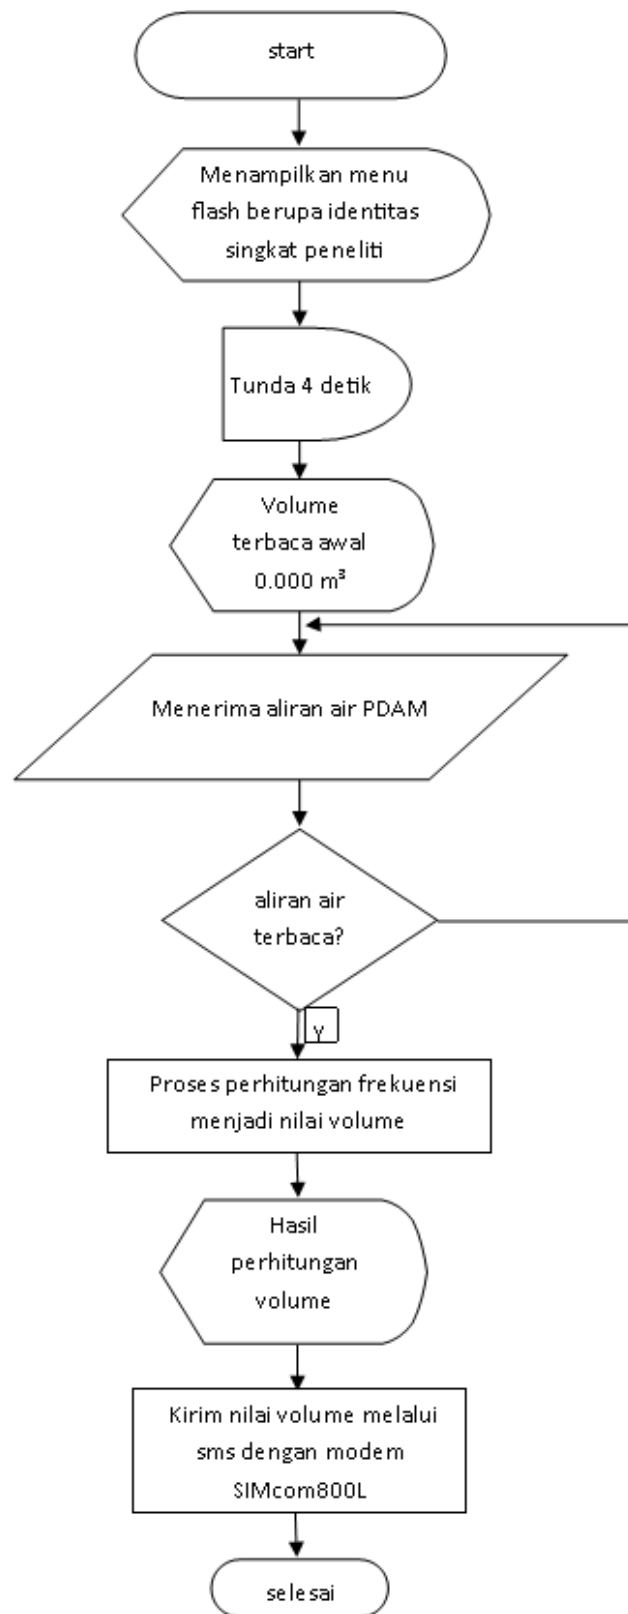 start
Menampilkan menu
flash berupa identitas
singkat peneliti
Tunda 4 detik
Volume
terbaca awal
0.000 m³
Menerima aliran air PDAM
aliran air
terbaca?
Y
Proses perhitungan frekuensi
menjadi nilai volume
Hasil
perhitungan
volume
Kirim nilai volume melalui
sms dengan modem
SIMcom800L
selesai